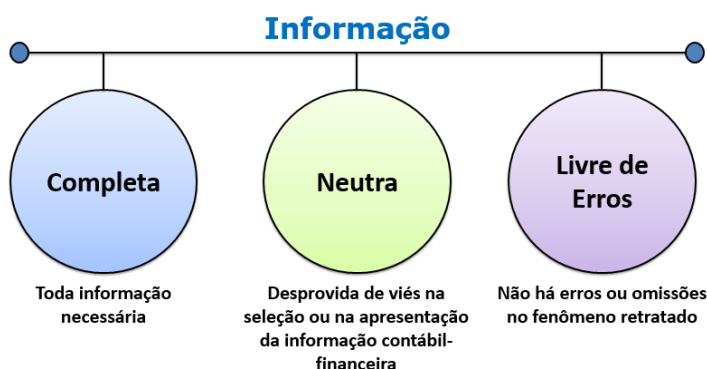 Informação
Completa
Neutra
Livre de
Erros
Toda informação
necessária
Desprovida de viés na
seleção ou na apresentação
da informação contábil-
financeira
Não há erros ou omissões
no fenômeno retratado